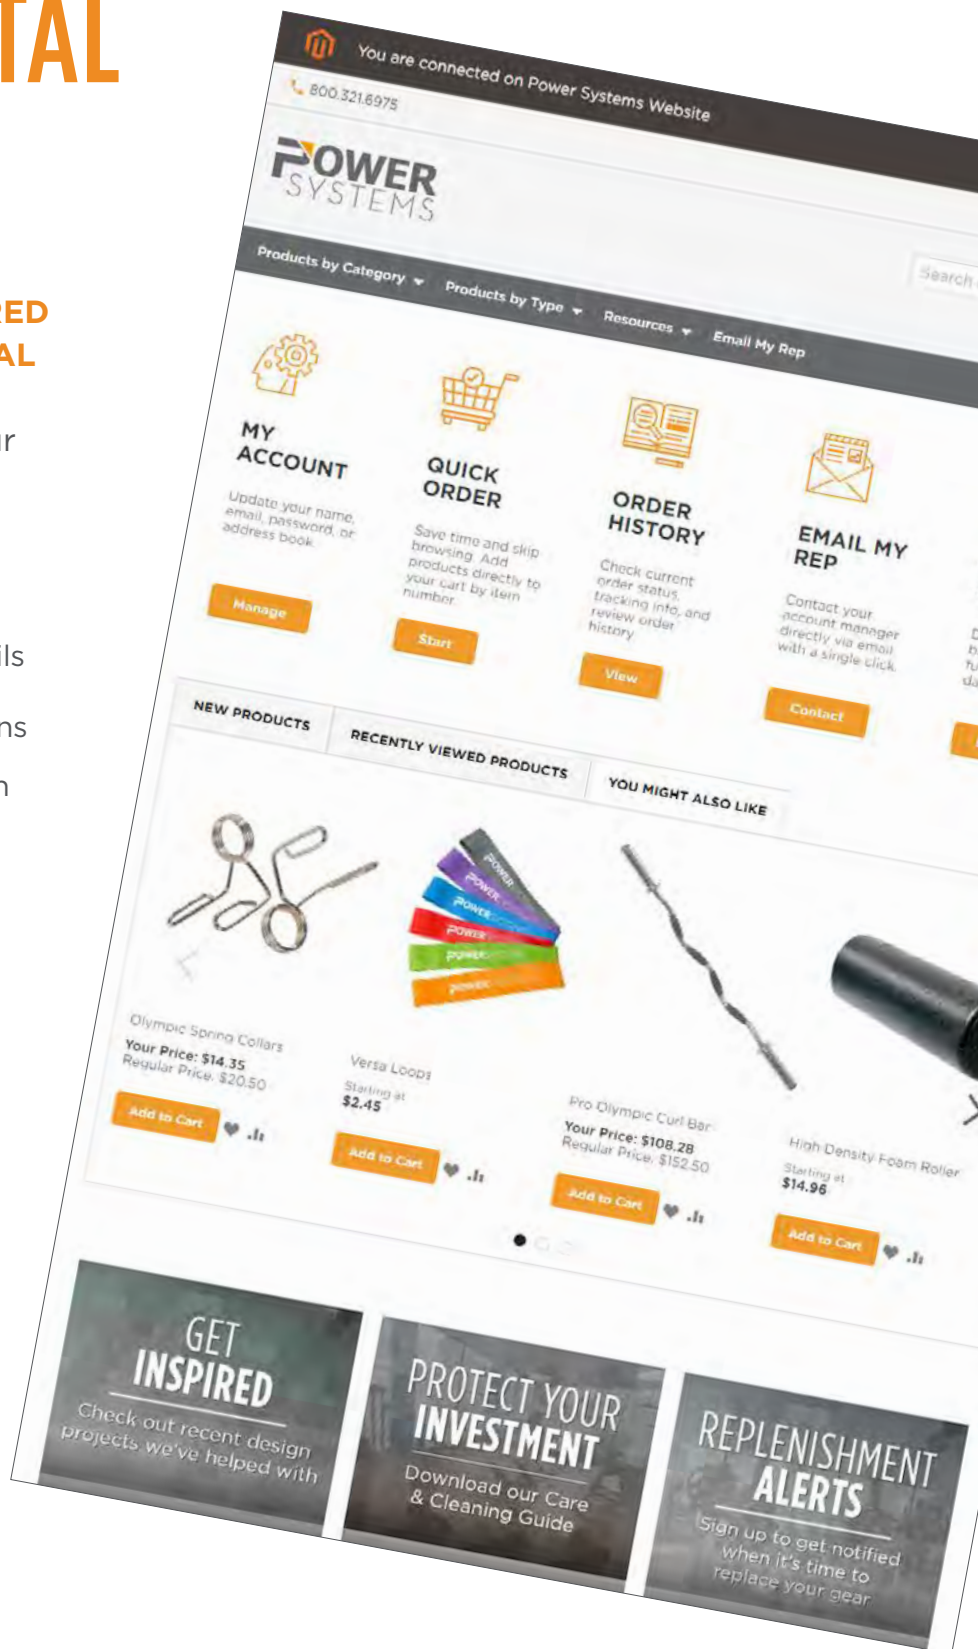 TAL
RED
AL
ur
ils
ns
n
You are connected on Power Systems Website
800.321.6975
POWER
SYSTEMS
Search
Products by Category
Products by Type
Resources
Email My Rep
MY
ACCOUNT
Update your name,
email, password, or
address book.
Manage
QUICK
ORDER
Save time and skip
browsing. Add
products directly to
your cart by item
number.
Start
ORDER
HISTORY
Check current
order status,
tracking info, and
review order
history.
View
EMAIL MY
REP
Contact your
account manager
directly via email
with a single click.
Contact
NEW PRODUCTS
RECENTLY VIEWED PRODUCTS
YOU MIGHT ALSO LIKE
POWER
POWER
POWER
POWER
POWER
POWER
Olympic Spring Collars
Your Price: $14.35
Regular Price: $20.50
Add to Cart
Versa Loops
Starting at
$2.45
Add to Cart
Pro Olympic Curl Bar
Your Price: $108.28
Regular Price: $152.50
Add to Cart
High Density Foam Roller
Starting at
$14.96
Add to Cart
GET
INSPIRED
Check out recent design
projects we've helped with
PROTECT YOUR
INVESTMENT
Download our Care
& Cleaning Guide
REPLENISHMENT
ALERTS
Sign up to get notified
when it's time to
replace your gear